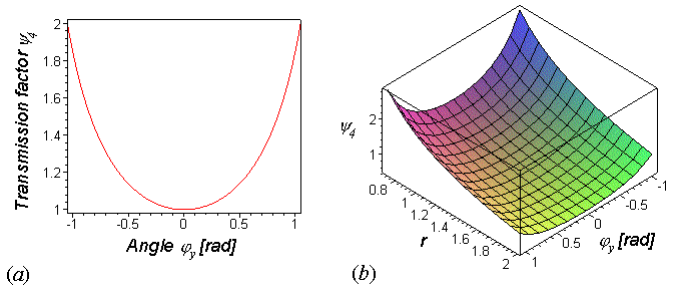 Transmission factor ψ4
2
1.8
1.6
1.4
1.2
1
-1 -0.5 0 0.5 1
Angle φy [rad]
(a)
ψ4
2
1
0.8
1
1.2
1.4
1.6
1.8
2
r
1
0.5
0
-0.5
-1
φy [rad]
(b)